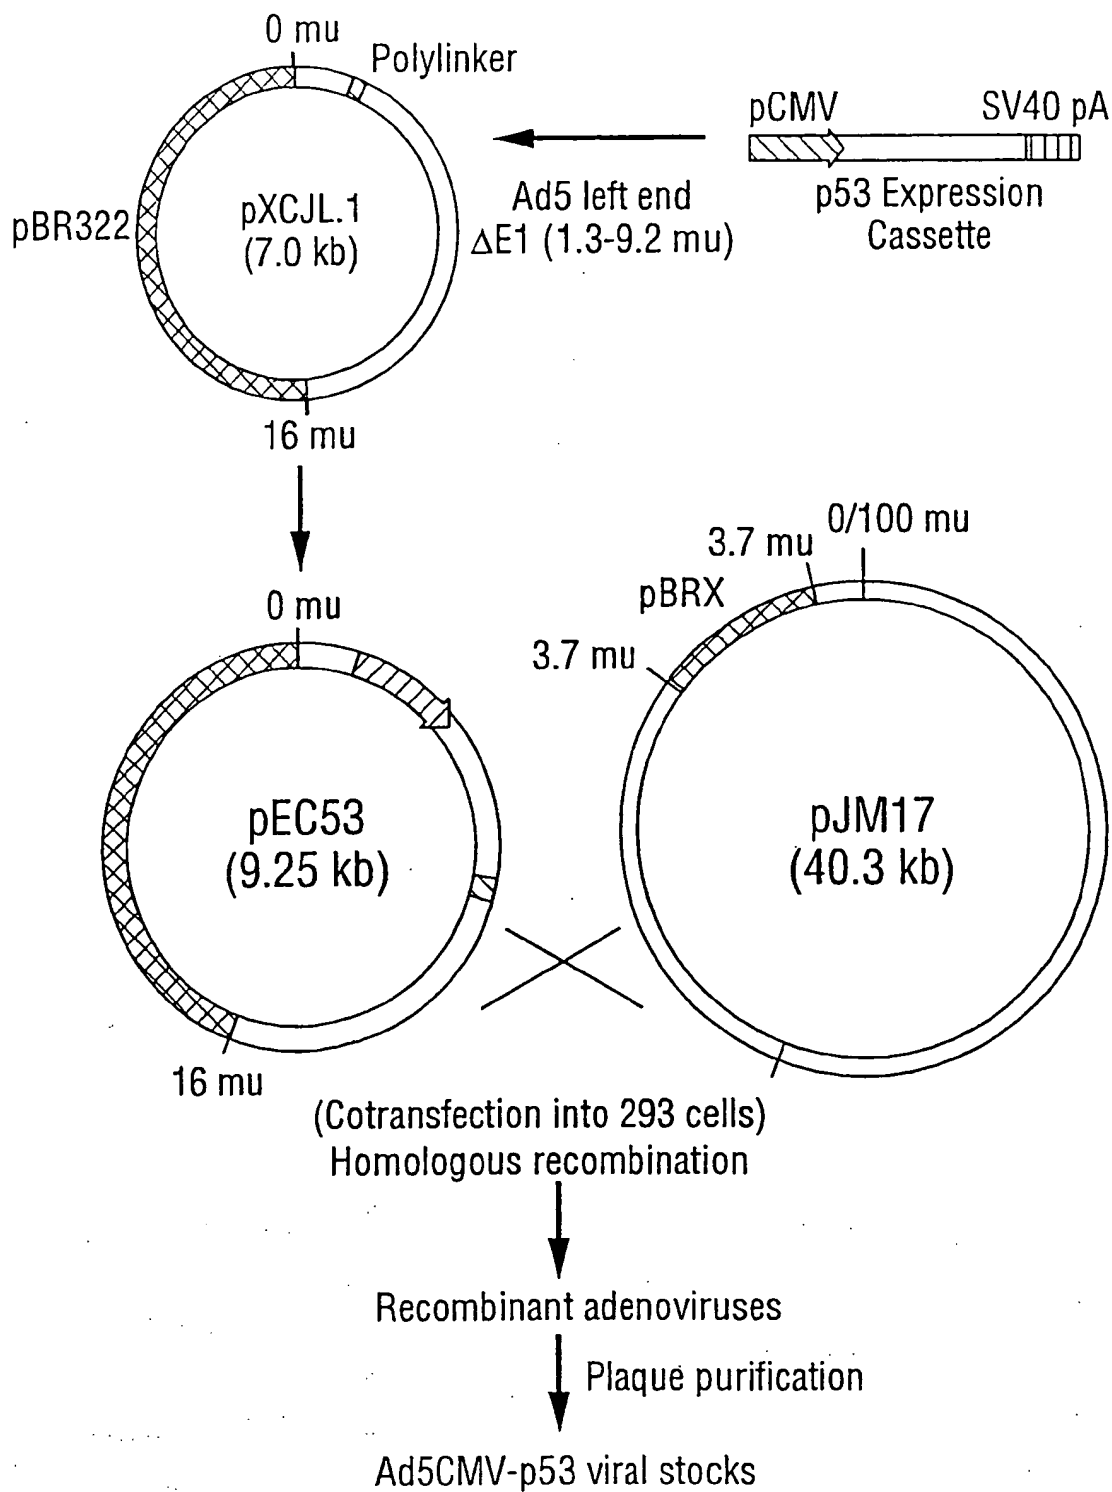 0 mu
Polylinker
pCMV
SV40 pA
pBR322
pXCJL.1
(7.0 kb)
Ad5 left end
ΔE1 (1.3-9.2 mu)
p53 Expression
Cassette
16 mu
0/100 mu
3.7 mu
pBRX
0 mu
3.7 mu
pEC53
(9.25 kb)
pJM17
(40.3 kb)
16 mu
(Cotransfection into 293 cells)
Homologous recombination
Recombinant adenoviruses
Plaque purification
Ad5CMV-p53 viral stocks